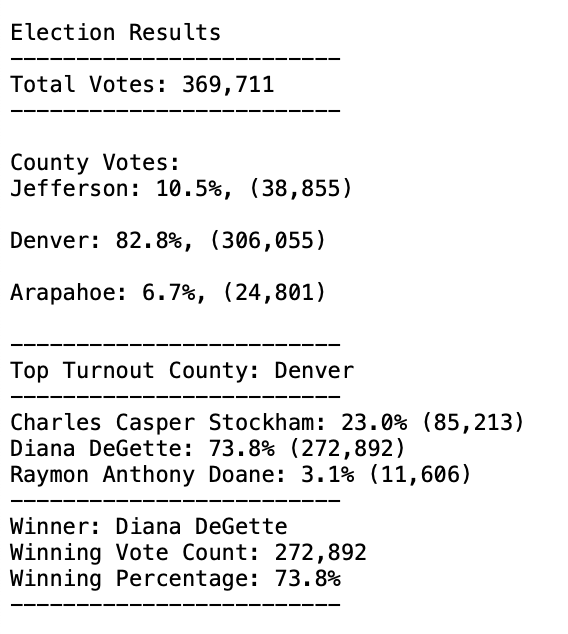 Election Results
-------------------------
Total Votes: 369,711
-------------------------
County Votes:
Jefferson: 10.5%, (38,855)
Denver: 82.8%, (306,055)
Arapahoe: 6.7%, (24,801)
-------------------------
Top Turnout County: Denver
-------------------------
Charles Casper Stockham: 23.0% (85,213)
Diana DeGette: 73.8% (272,892)
Raymon Anthony Doane: 3.1% (11,606)
-------------------------
Winner: Diana DeGette
Winning Vote Count: 272,892
Winning Percentage: 73.8%
-------------------------